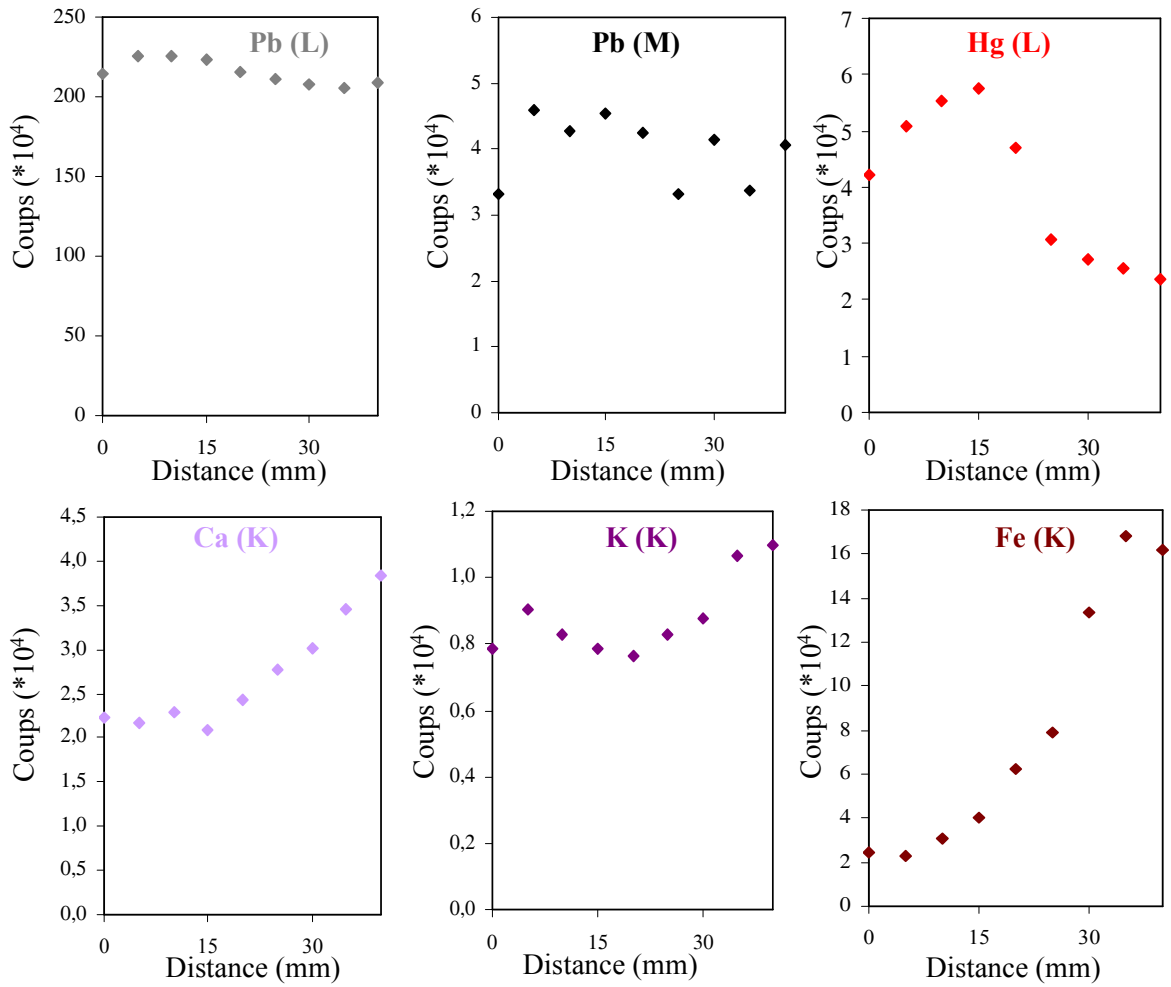 Pb (L)
Coups (*10⁴)
250
200
150
100
50
0
0 15 30
Distance (mm)
Pb (M)
Coups (*10⁴)
6
5
4
3
2
1
0
0 15 30
Distance (mm)
Hg (L)
Coups (*10⁴)
7
6
5
4
3
2
1
0
0 15 30
Distance (mm)
Ca (K)
Coups (*10⁴)
4,5
4,0
3,5
3,0
2,5
2,0
1,5
1,0
0,5
0,0
0 15 30
Distance (mm)
K (K)
Coups (*10⁴)
1,2
1,0
0,8
0,6
0,4
0,2
0,0
0 15 30
Distance (mm)
Fe (K)
Coups (*10⁴)
18
16
14
12
10
8
6
4
2
0
0 15 30
Distance (mm)